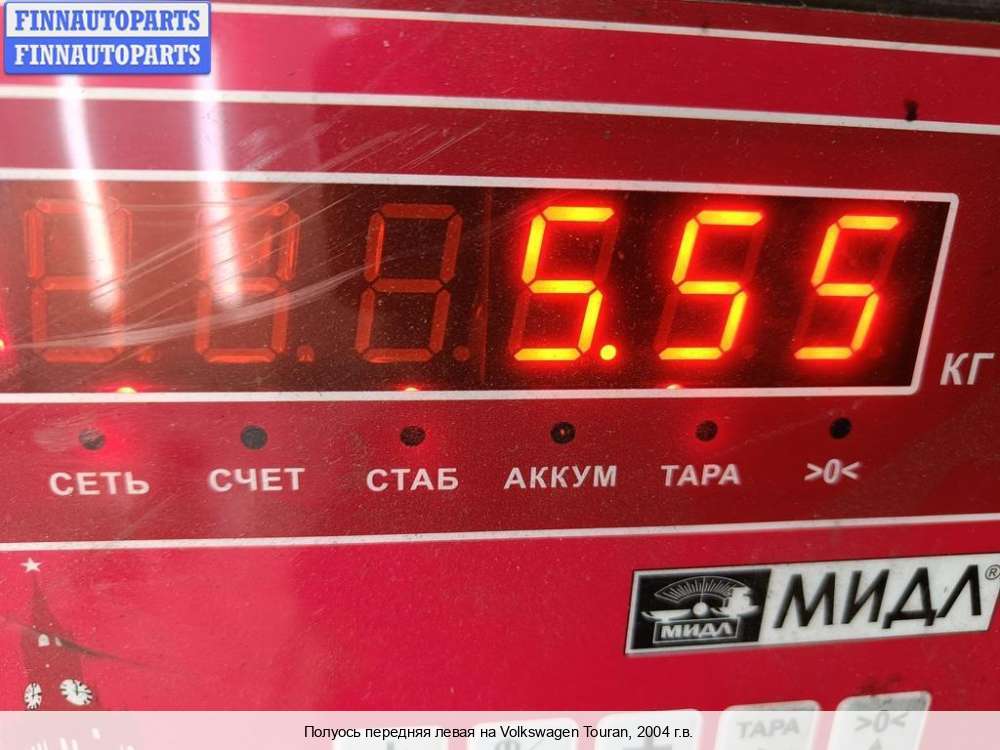 FINNAUTOPARTS
FINNAUTOPARTS
5.55
КГ
СЕТЬ СЧЕТ СТАБ АККУМ ТАРА >0<
МИДЛ МИДЛ®
ТАРА >0<
Полуось передняя левая на Volkswagen Touran, 2004 г.в.